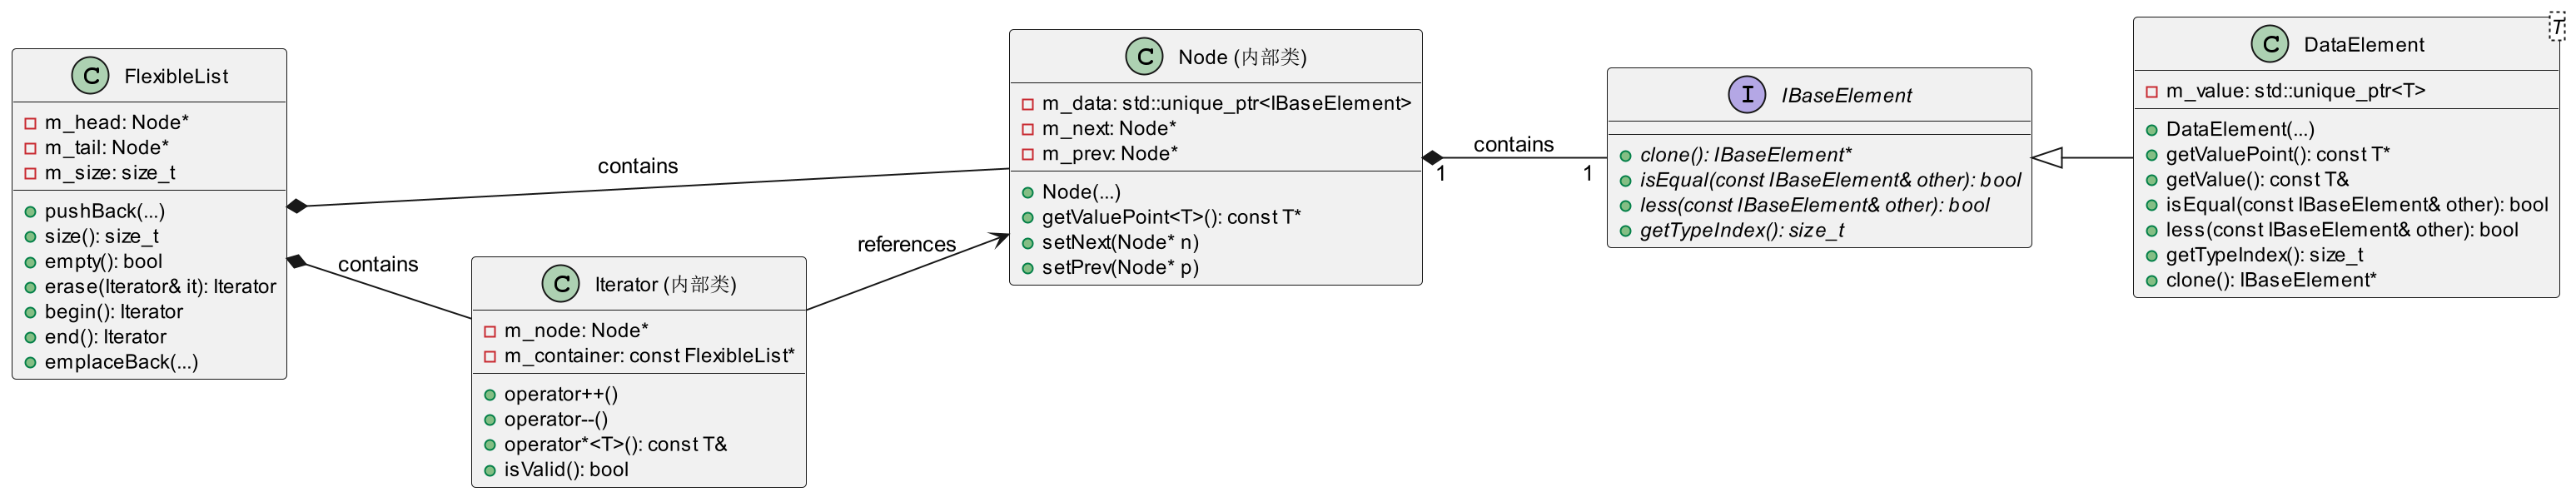 C FlexibleList
m_head: Node*
m_tail: Node*
m_size: size_t
pushBack(...)
size(): size_t
empty(): bool
erase(Iterator& it): Iterator
begin(): Iterator
end(): Iterator
emplaceBack(...)
contains
contains
C Iterator (内部类)
m_node: Node*
m_container: const FlexibleList*
operator++()
operator--()
operator*<T>(): const T&
isValid(): bool
references
C Node (内部类)
m_data: std::unique_ptr<IBaseElement>
m_next: Node*
m_prev: Node*
Node(...)
getValuePoint<T>(): const T*
setNext(Node* n)
setPrev(Node* p)
contains
1
1
I IBaseElement
clone(): IBaseElement*
isEqual(const IBaseElement& other): bool
less(const IBaseElement& other): bool
getTypeIndex(): size_t
C DataElement
T
m_value: std::unique_ptr<T>
DataElement(...)
getValuePoint(): const T*
getValue(): const T&
isEqual(const IBaseElement& other): bool
less(const IBaseElement& other): bool
getTypeIndex(): size_t
clone(): IBaseElement*